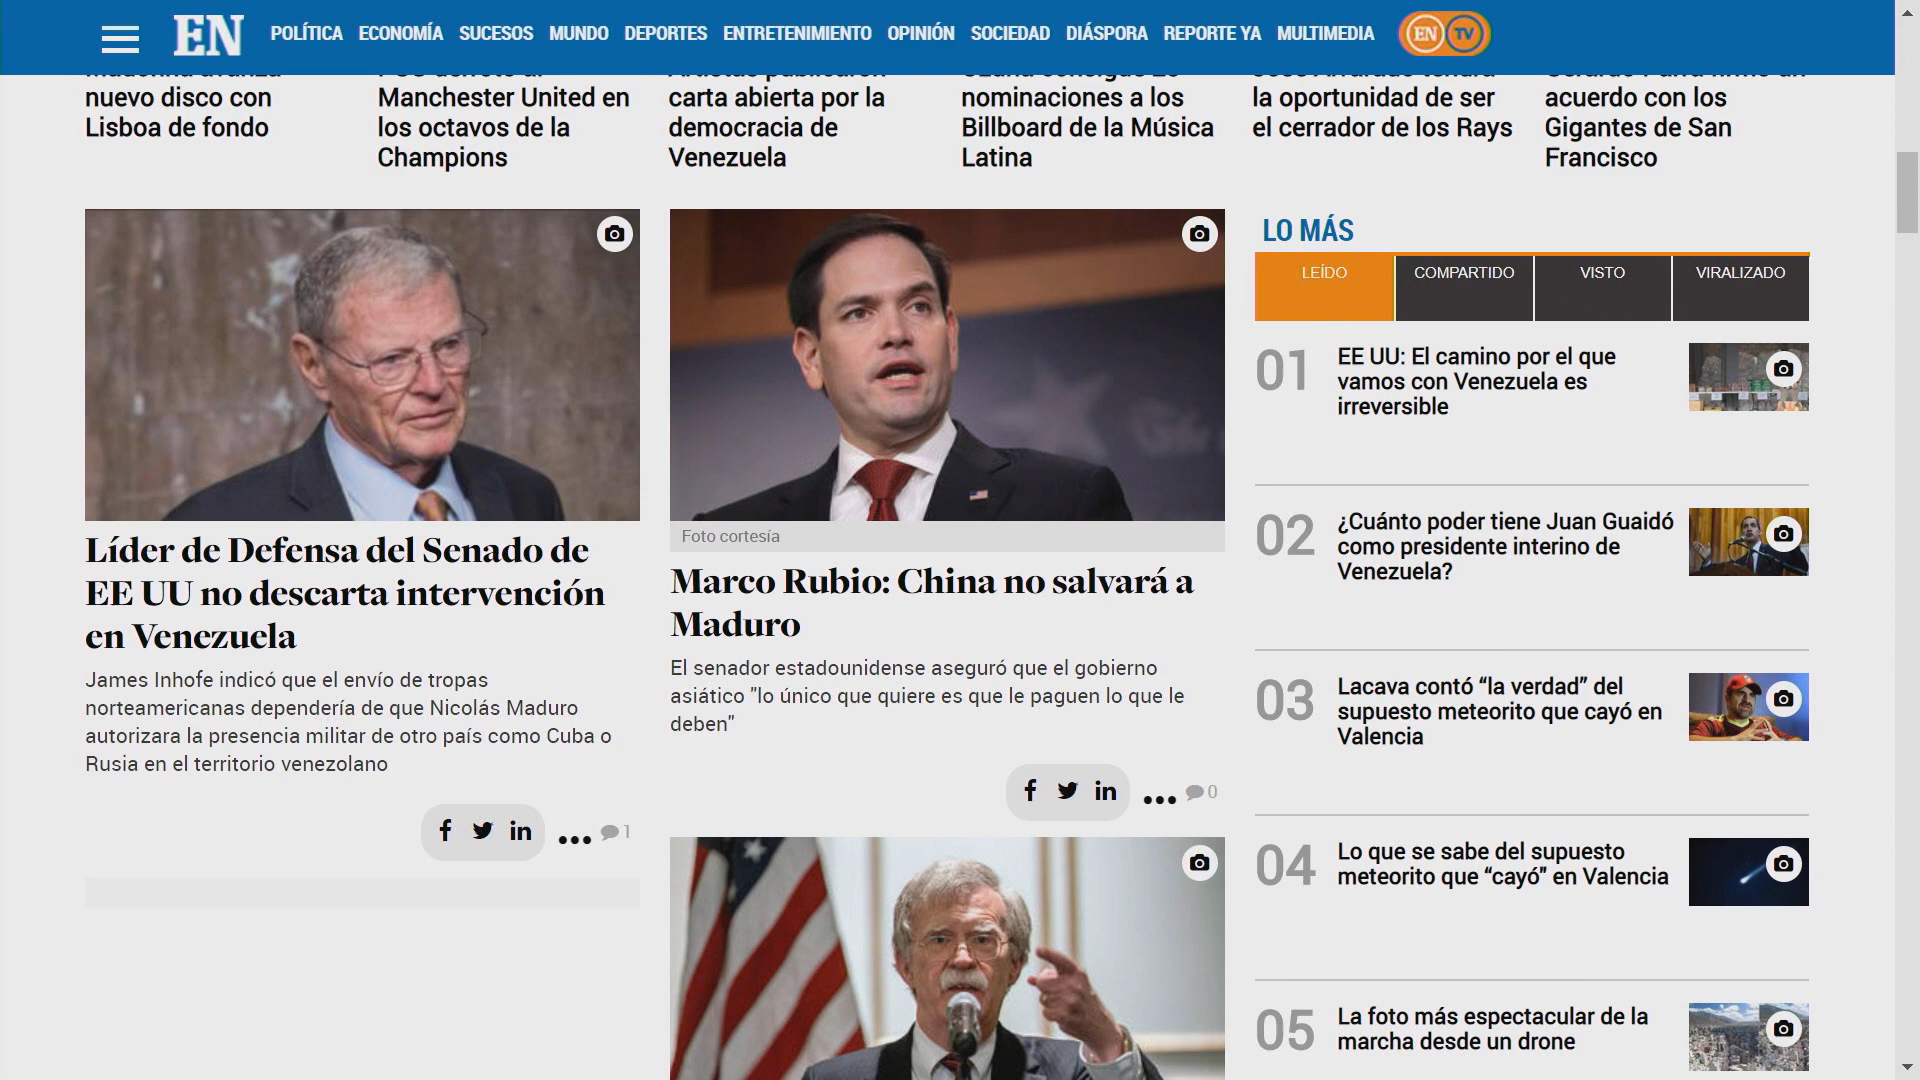 EN POLÍTICA ECONOMÍA SUCESOS MUNDO DEPORTES ENTRETENIMIENTO OPINIÓN SOCIEDAD DIÁSPORA REPORTE YA MULTIMEDIA EN TV
nuevo disco con
Lisboa de fondo
Manchester United en
los octavos de la
Champions
carta abierta por la
democracia de
Venezuela
nominaciones a los
Billboard de la Música
Latina
la oportunidad de ser
el cerrador de los Rays
acuerdo con los
Gigantes de San
Francisco
Líder de Defensa del Senado de
EE UU no descarta intervención
en Venezuela
James Inhofe indicó que el envío de tropas
norteamericanas dependería de que Nicolás Maduro
autorizara la presencia militar de otro país como Cuba o
Rusia en el territorio venezolano
1
Foto cortesía
Marco Rubio: China no salvará a
Maduro
El senador estadounidense aseguró que el gobierno
asiático "lo único que quiere es que le paguen lo que le
deben"
0
LO MÁS
LEÍDO COMPARTIDO VISTO VIRALIZADO
01 EE UU: El camino por el que
vamos con Venezuela es
irreversible
02 ¿Cuánto poder tiene Juan Guaidó
como presidente interino de
Venezuela?
03 Lacava contó “la verdad” del
supuesto meteorito que cayó en
Valencia
04 Lo que se sabe del supuesto
meteorito que “cayó” en Valencia
05 La foto más espectacular de la
marcha desde un drone